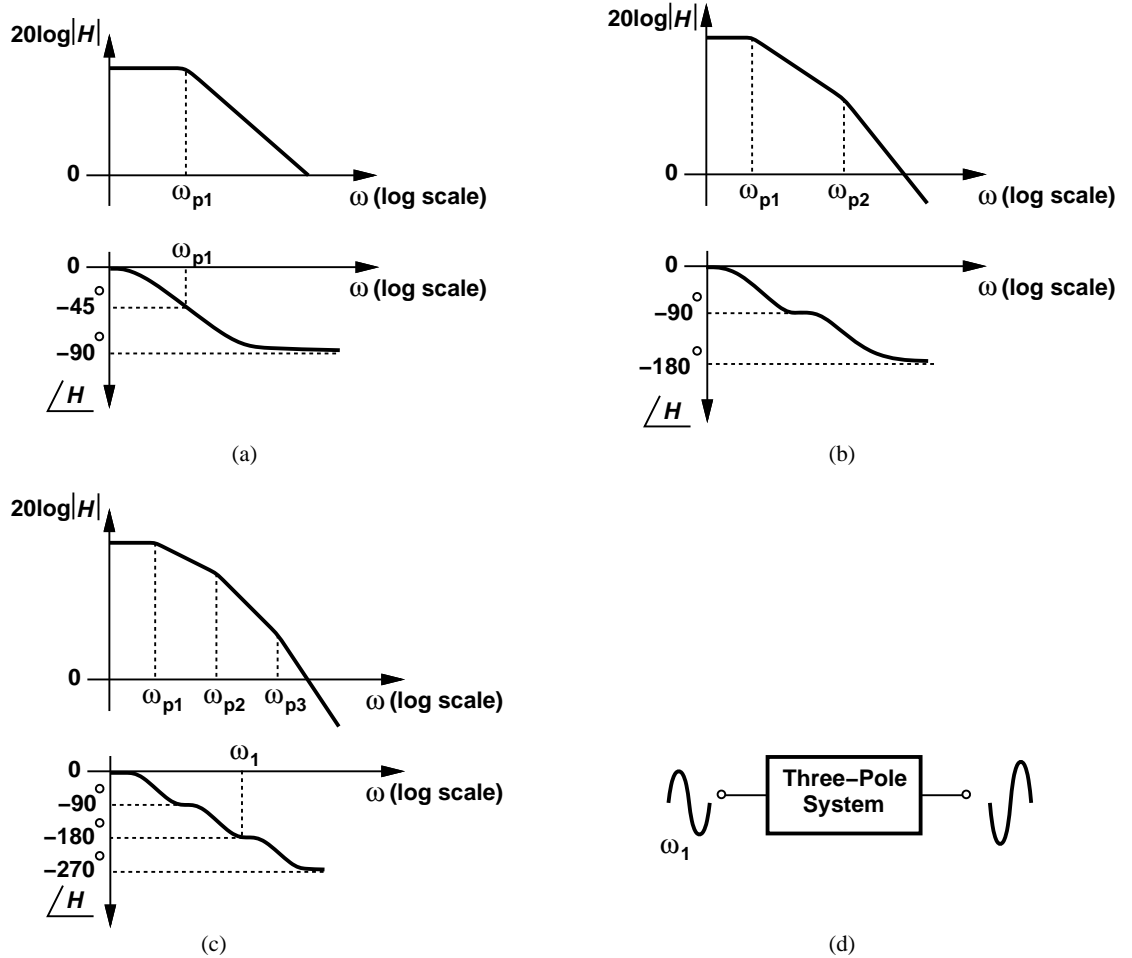 20log|H|
0
ωp1
ω (log scale)
0
ωp1
ω (log scale)
−45°
−90°
∠H
(a)
20log|H|
0
ωp1
ωp2
ω (log scale)
0
ω (log scale)
−90°
−180°
∠H
(b)
20log|H|
0
ωp1
ωp2
ωp3
ω (log scale)
0
ω1
ω (log scale)
−90°
−180°
−270°
∠H
(c)
ω1
Three−Pole
System
(d)